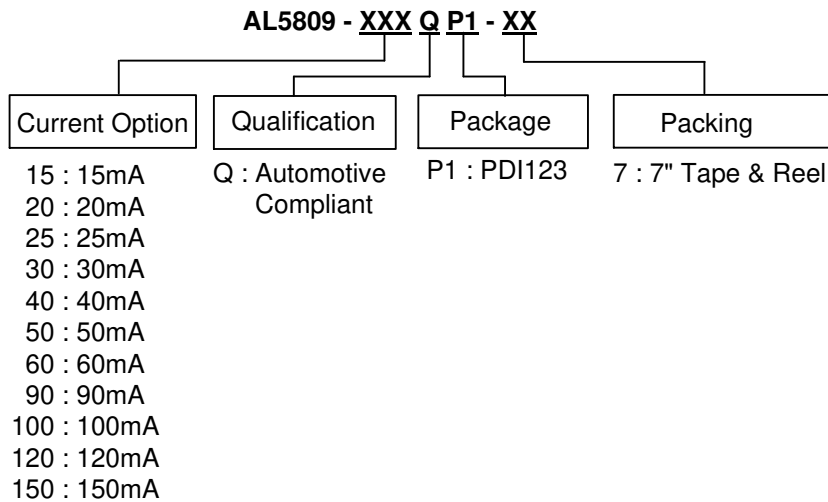 AL5809 - XXX Q P1 - XX
Current Option
Qualification
Package
Packing
15 : 15mA
20 : 20mA
25 : 25mA
30 : 30mA
40 : 40mA
50 : 50mA
60 : 60mA
90 : 90mA
100 : 100mA
120 : 120mA
150 : 150mA
Q : Automotive
Compliant
P1 : PDI123
7 : 7" Tape & Reel